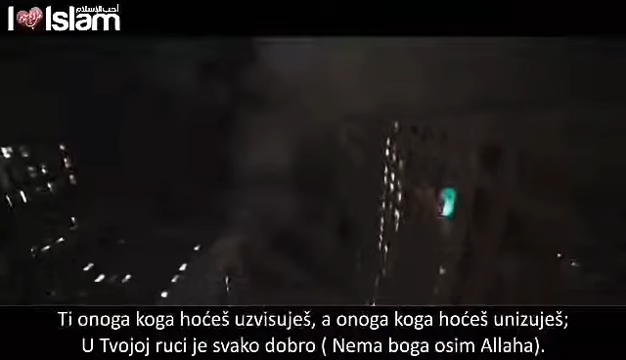 أحب الإسلام
I Islam
Ti onoga koga hoćeš uzvisuješ, a onoga koga hoćeš unizuješ;
U Tvojoj ruci je svako dobro ( Nema boga osim Allaha).